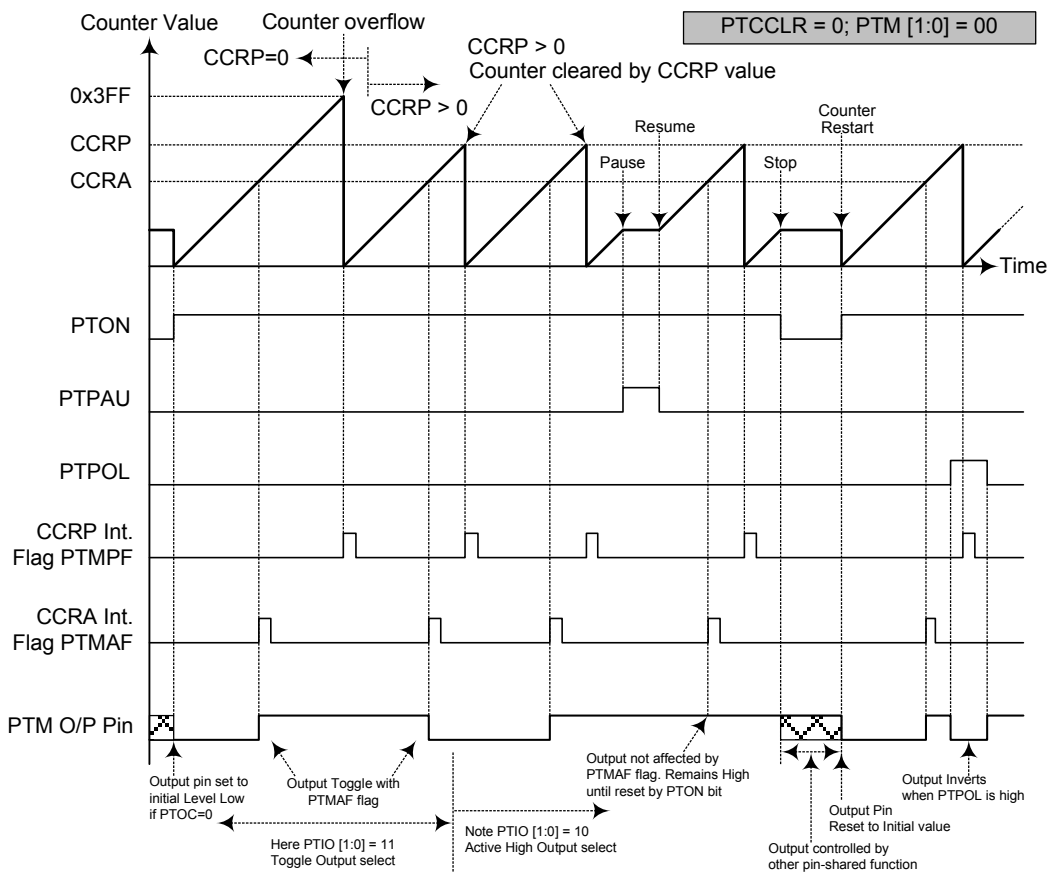 Counter Value
Counter overflow
PTCCLR = 0; PTM [1:0] = 00
CCRP=0
CCRP > 0
CCRP > 0
Counter cleared by CCRP value
0x3FF
CCRP
CCRA
Pause
Resume
Stop
Counter
Restart
Time
PTON
PTPAU
PTPOL
CCRP Int.
Flag PTMPF
CCRA Int.
Flag PTMAF
PTM O/P Pin
Output pin set to
initial Level Low
if PTOC=0
Output Toggle with
PTMAF flag
Here PTIO [1:0] = 11
Toggle Output select
Note PTIO [1:0] = 10
Active High Output select
Output not affected by
PTMAF flag. Remains High
until reset by PTON bit
Output controlled by
other pin-shared function
Output Pin
Reset to Initial value
Output Inverts
when PTPOL is high